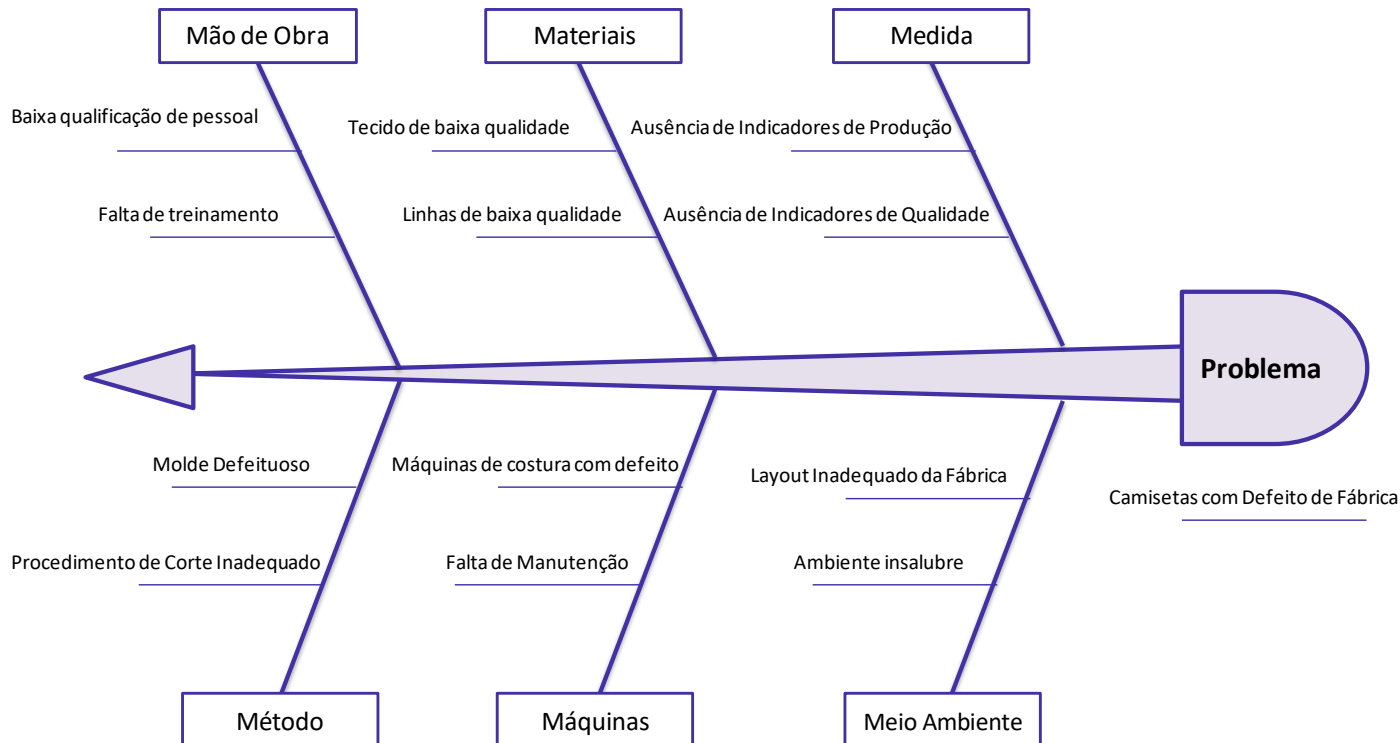 Mão de Obra
Materiais
Medida
Baixa qualificação de pessoal
Tecido de baixa qualidade
Ausência de Indicadores de Produção
Falta de treinamento
Linhas de baixa qualidade
Ausência de Indicadores de Qualidade
Problema
Molde Defeituoso
Máquinas de costura com defeito
Layout Inadequado da Fábrica
Camisetas com Defeito de Fábrica
Procedimento de Corte Inadequado
Falta de Manutenção
Ambiente insalubre
Método
Máquinas
Meio Ambiente